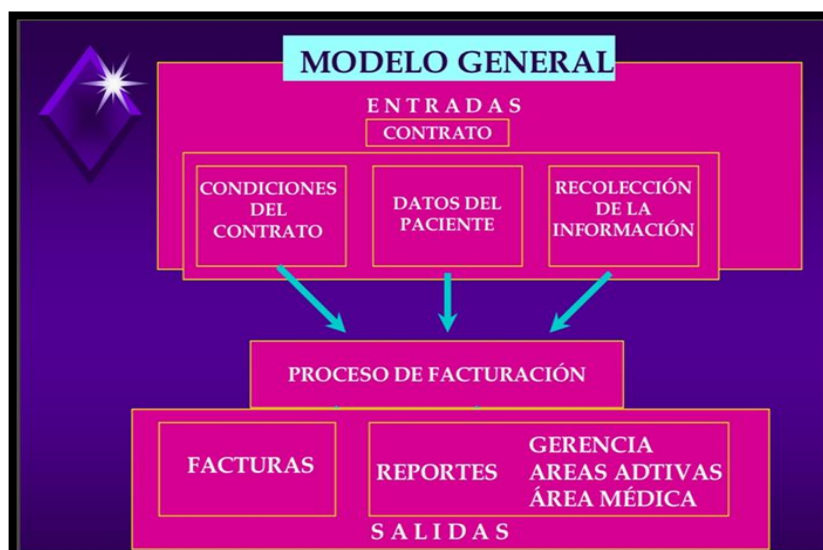 MODELO GENERAL
ENTRADAS
CONTRATO
CONDICIONES
DEL
CONTRATO
DATOS DEL
PACIENTE
RECOLECCIÓN
DE LA
INFORMACIÓN
PROCESO DE FACTURACIÓN
FACTURAS
REPORTES
GERENCIA
AREAS ADTIVAS
ÁREA MÉDICA
SALIDAS